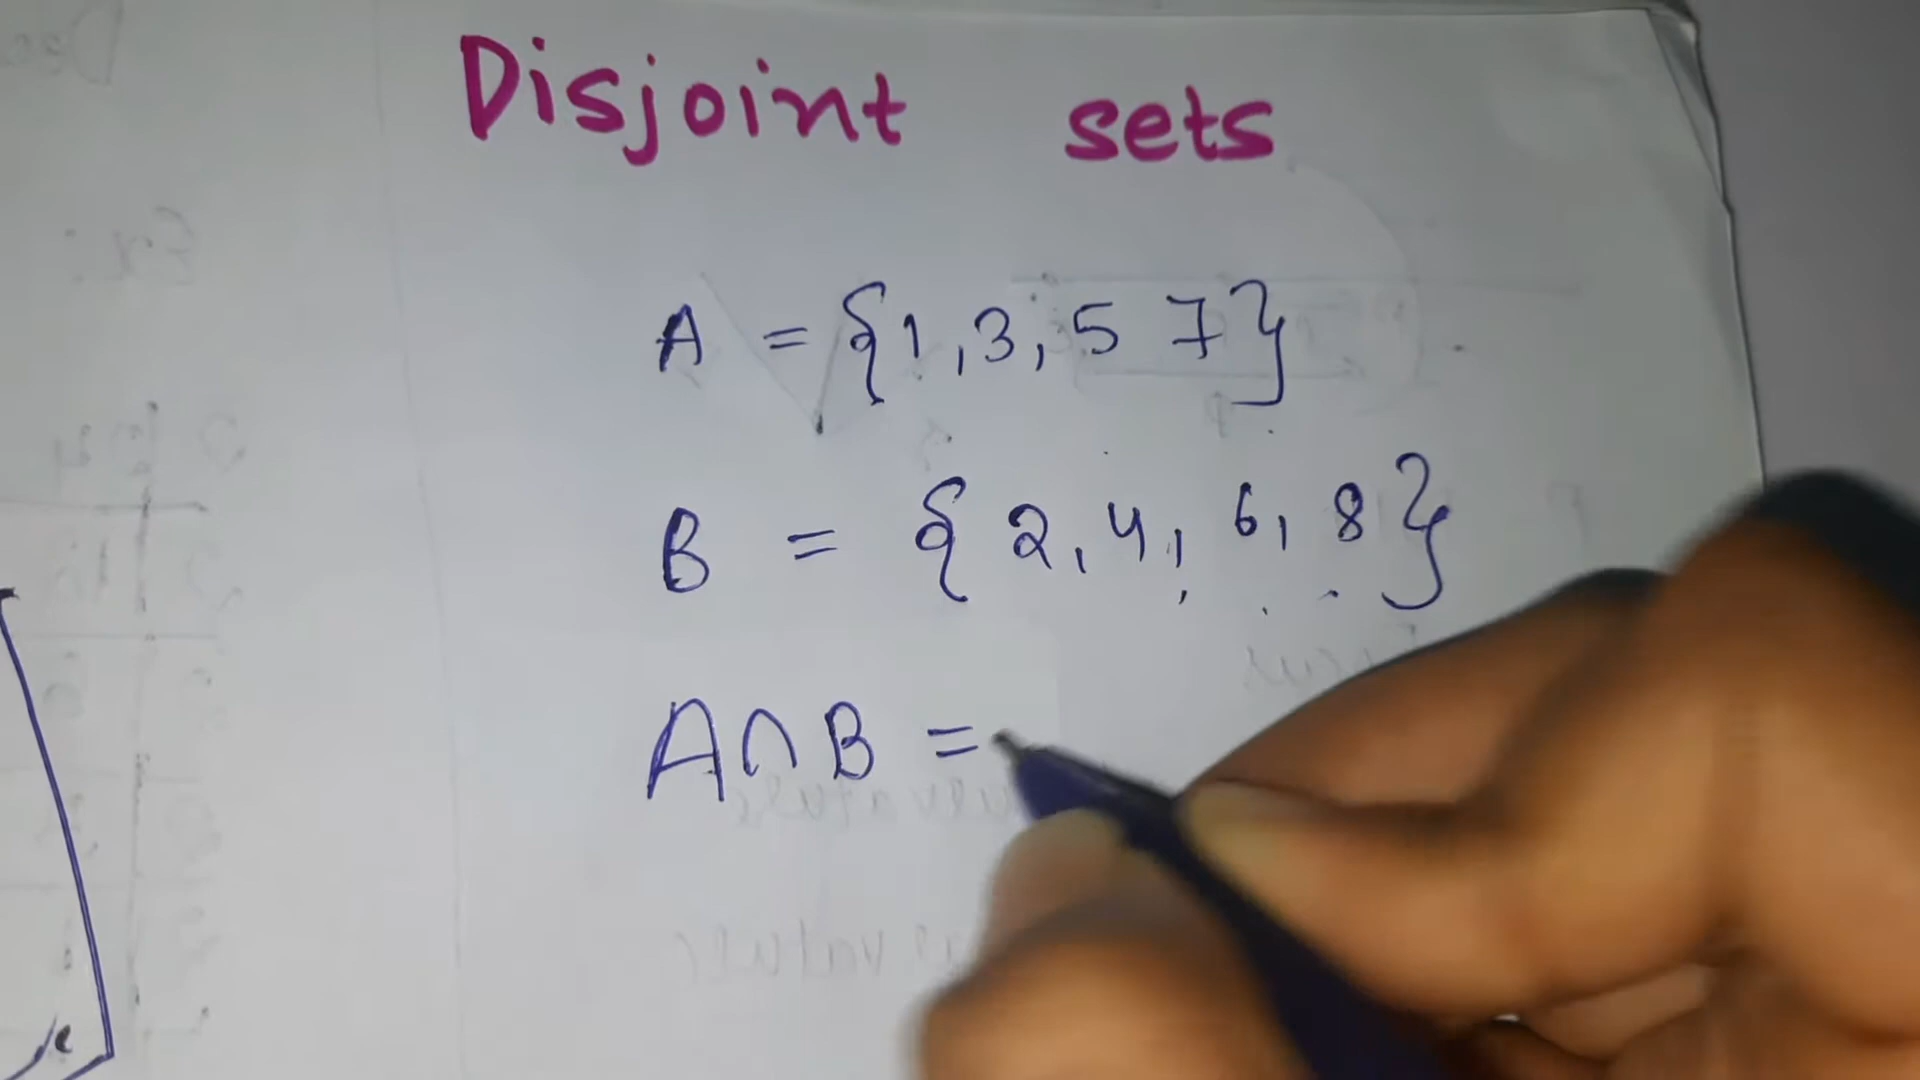 Disjoint sets
A = {1, 3, 5 7}
B = {2, 4, 6, 8}
A∩B =